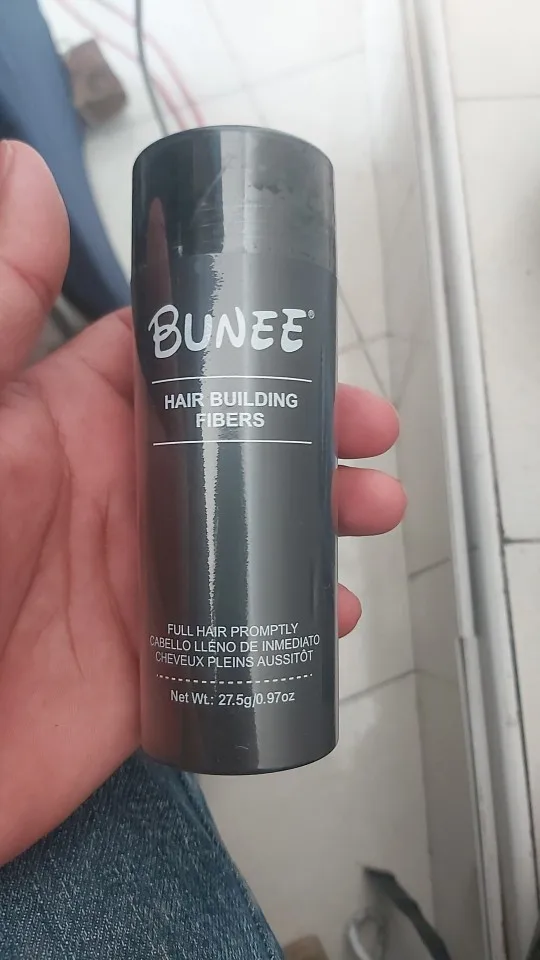 BUNEE®
HAIR BUILDING
FIBERS
FULL HAIR PROMPTLY
CABELLO LLENO DE INMEDIATO
CHEVEUX PLEINS AUSSITÔT
Net Wt.: 27.5g/0.97oz